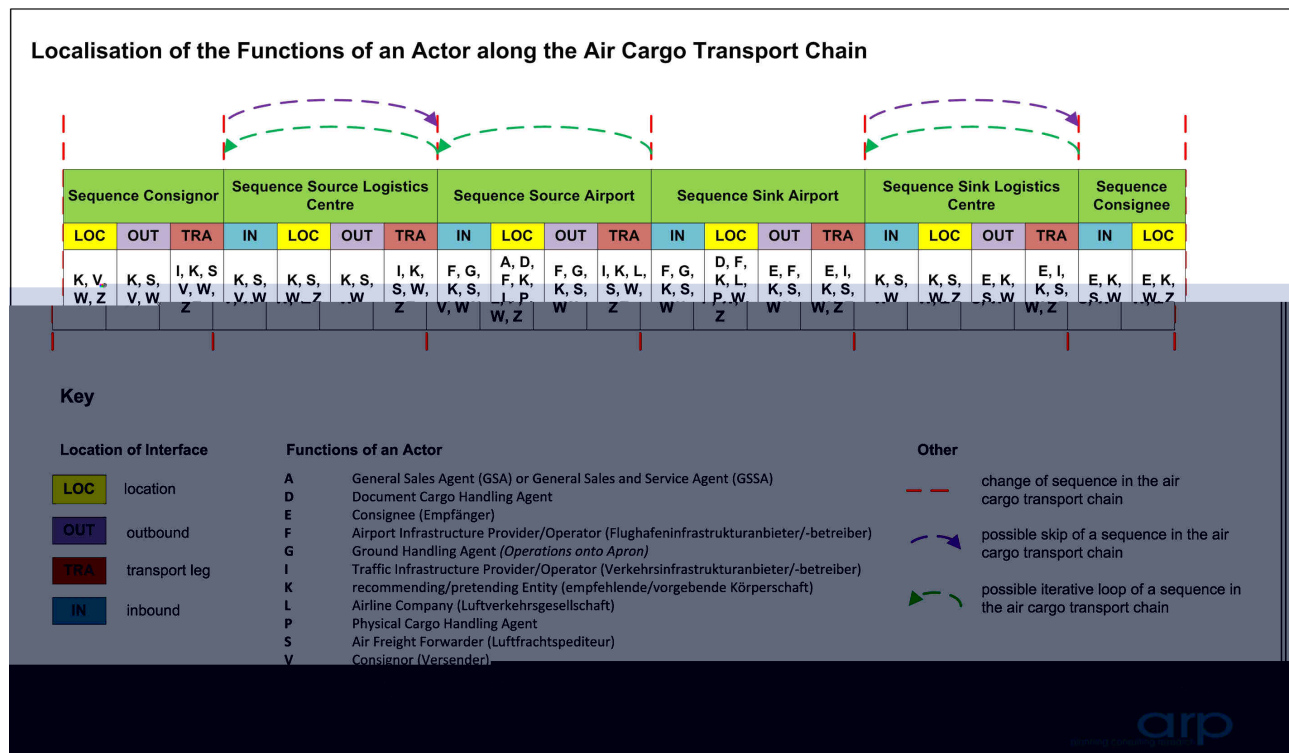 Localisation of the Functions of an Actor along the Air Cargo Transport Chain
Sequence Consignor
Sequence Source Logistics
Centre
Sequence Source Airport
Sequence Sink Airport
Sequence Sink Logistics
Centre
Sequence
Consignee
LOC OUT TRA IN LOC OUT TRA IN LOC OUT TRA IN LOC OUT TRA IN LOC OUT TRA IN LOC
K, V,
W, Z
K, S,
V, W
I, K, S
V, W,
Z
K, S,
V, W
K, S,
W, Z
K, S,
W
I, K,
S, W,
Z
F, G,
K, S,
V, W
A, D,
F, K,
L, P
W, Z
F, G,
K, S,
W
I, K, L,
S, W,
Z
F, G,
K, S,
W
D, F,
K, L,
P, W
Z
E, F,
K, S,
W
E, I,
K, S,
W, Z
K, S,
W
K, S,
W, Z
E, K,
S, W
E, I,
K, S,
W, Z
E, K,
S, W
E, K,
W, Z
Key
Location of Interface
LOC location
OUT outbound
TRA transport leg
IN inbound
Functions of an Actor
A General Sales Agent (GSA) or General Sales and Service Agent (GSSA)
D Document Cargo Handling Agent
E Consignee (Empfänger)
F Airport Infrastructure Provider/Operator (Flughafeninfrastrukturanbieter/-betreiber)
G Ground Handling Agent (Operations onto Apron)
I Traffic Infrastructure Provider/Operator (Verkehrsinfrastrukturanbieter/-betreiber)
K recommending/pretending Entity (empfehlende/vorgebende Körperschaft)
L Airline Company (Luftverkehrsgesellschaft)
P Physical Cargo Handling Agent
S Air Freight Forwarder (Luftfrachtspediteur)
V Consignor (Versender)
Other
change of sequence in the air
cargo transport chain
possible skip of a sequence in the air
cargo transport chain
possible iterative loop of a sequence in
the air cargo transport chain
arp